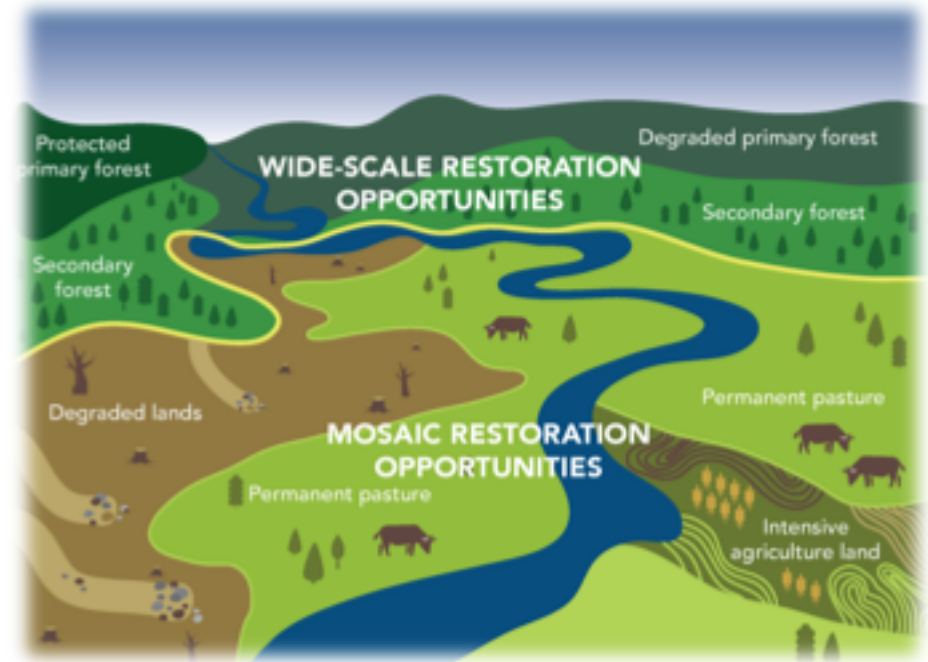 Protected
primary forest
Degraded primary forest
WIDE-SCALE RESTORATION
OPPORTUNITIES
Secondary forest
Secondary
forest
Degraded lands
Permanent pasture
MOSAIC RESTORATION
OPPORTUNITIES
Permanent pasture
Intensive
agriculture land